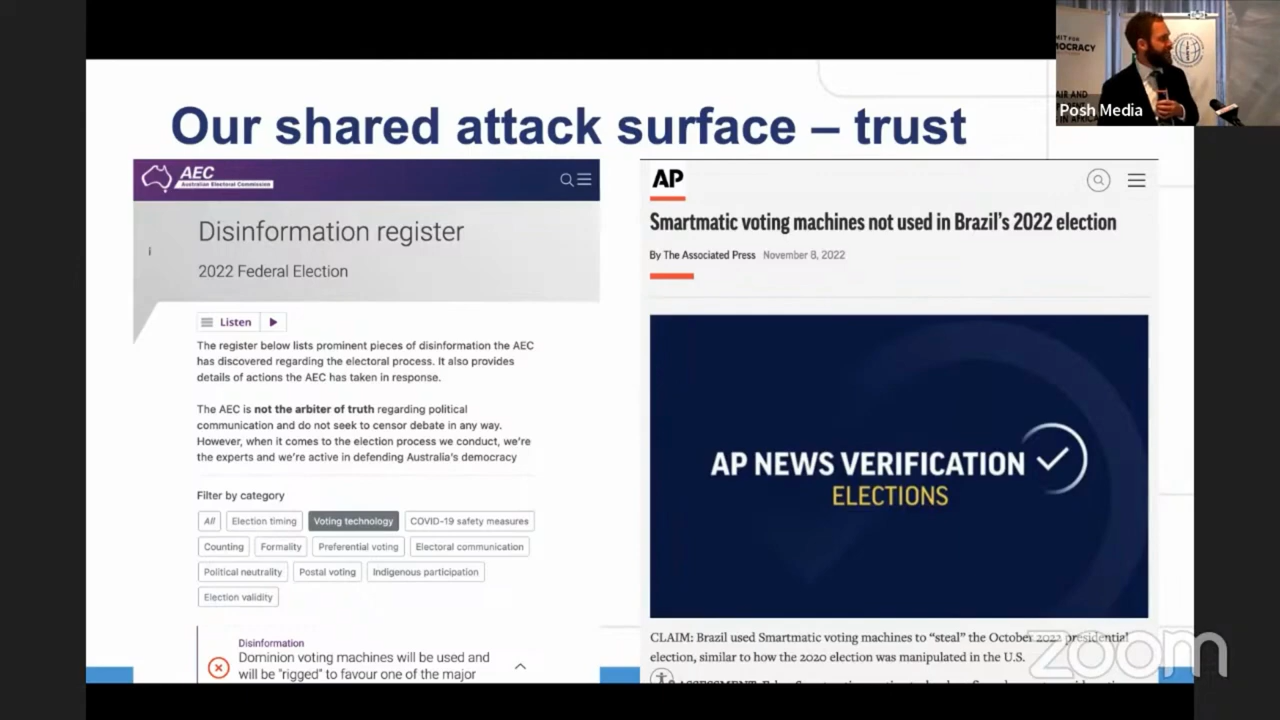 Our shared attack surface – trust
AEC
Australian Electoral Commission
Disinformation register
2022 Federal Election
Listen
The register below lists prominent pieces of disinformation the AEC
has discovered regarding the electoral process. It also provides
details of actions the AEC has taken in response.
The AEC is not the arbiter of truth regarding political
communication and do not seek to censor debate in any way.
However, when it comes to the election process we conduct, we're
the experts and we're active in defending Australia's democracy
Filter by category
All
Election timing
Voting technology
COVID-19 safety measures
Counting
Formality
Preferential voting
Electoral communication
Political neutrality
Postal voting
Indigenous participation
Election validity
Disinformation
Dominion voting machines will be used and
will be "rigged" to favour one of the major
AP
Smartmatic voting machines not used in Brazil's 2022 election
By The Associated Press November 8, 2022
AP NEWS VERIFICATION
ELECTIONS
CLAIM: Brazil used Smartmatic voting machines to “steal” the October 2022 presidential
election, similar to how the 2020 election was manipulated in the U.S.
zoom
Posh Media